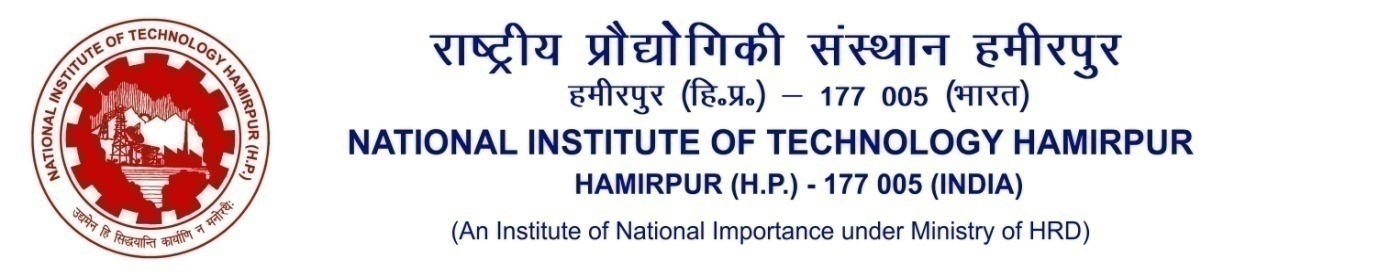 NATIONAL INSTITUTE OF TECHNOLOGY HAMIRPUR (H.P.)
उद्यमेन हि सिद्धयान्ति कार्याणि न मनोरथैः
राष्ट्रीय प्रौद्योगिकी संस्थान हमीरपुर
हमीरपुर (हि॰प्र॰) – 177 005 (भारत)
NATIONAL INSTITUTE OF TECHNOLOGY HAMIRPUR
HAMIRPUR (H.P.) - 177 005 (INDIA)
(An Institute of National Importance under Ministry of HRD)